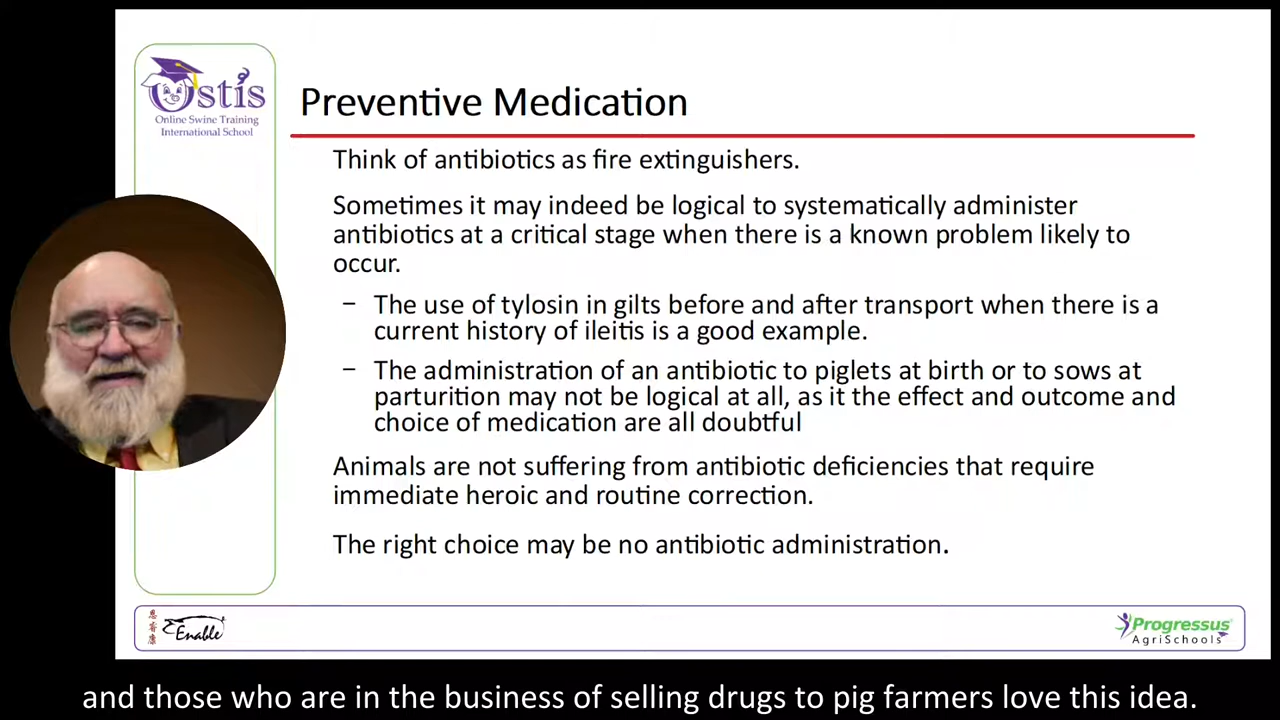 Ostis
Online Swine Training
International School
Preventive Medication
Think of antibiotics as fire extinguishers.
Sometimes it may indeed be logical to systematically administer
antibiotics at a critical stage when there is a known problem likely to
occur.
– The use of tylosin in gilts before and after transport when there is a
current history of ileitis is a good example.
– The administration of an antibiotic to piglets at birth or to sows at
parturition may not be logical at all, as it the effect and outcome and
choice of medication are all doubtful
Animals are not suffering from antibiotic deficiencies that require
immediate heroic and routine correction.
The right choice may be no antibiotic administration.
恩
睿
康
Enable
Progressus
AgriSchools
and those who are in the business of selling drugs to pig farmers love this idea.